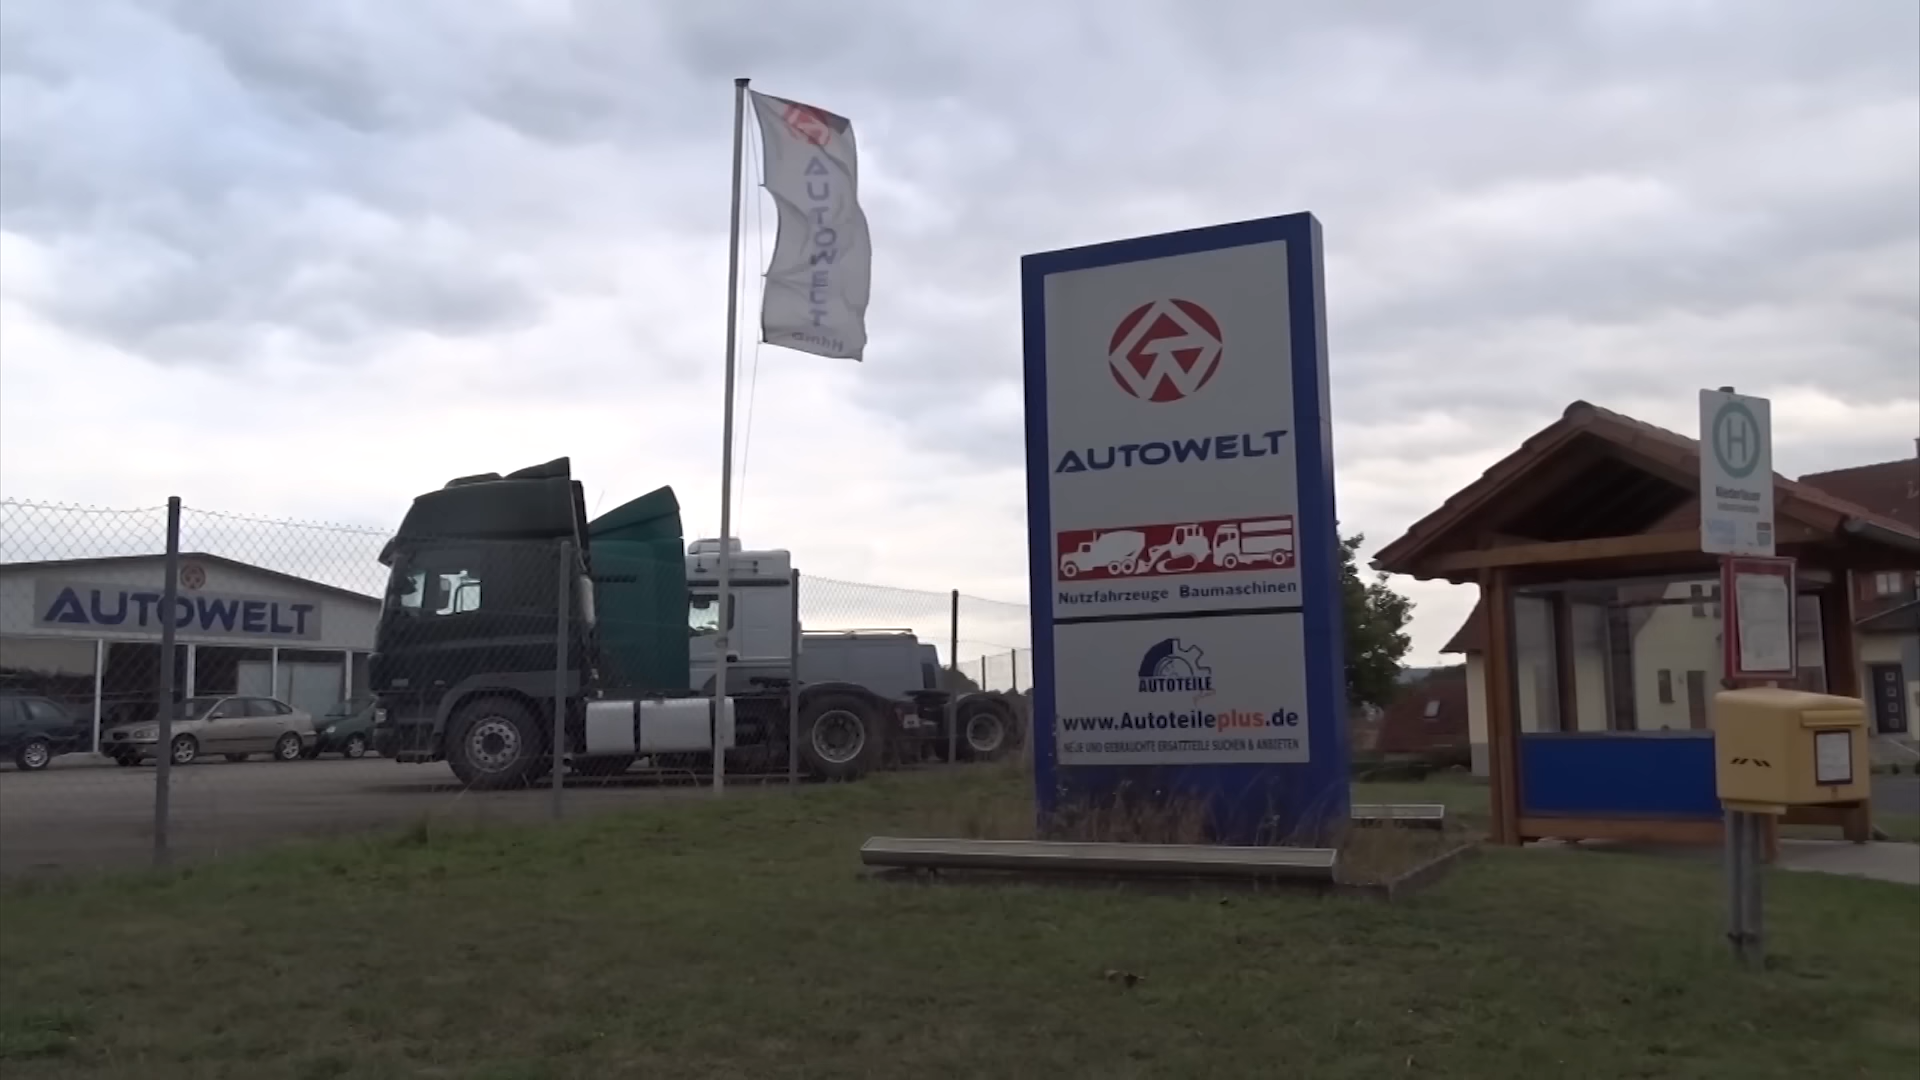 AUTOWELT
GmbH
AUTOWELT
AUTOWELT
Nutzfahrzeuge Baumaschinen
AUTOTEILE
www.Autoteileplus.de
NEUE UND GEBRAUCHTE ERSATZTEILE SUCHEN & ANBIETEN
H